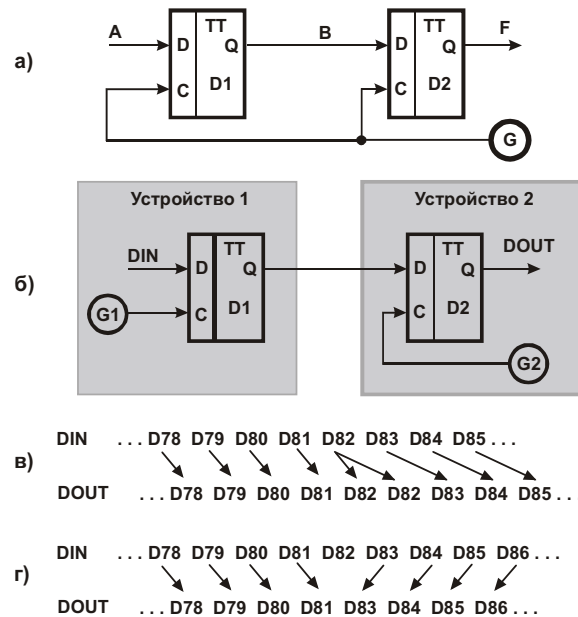 а)
A D TT Q D1 C B D TT Q D2 C F
G
б)
Устройство 1 Устройство 2
DIN D TT Q D1 C G1
D TT Q D2 C DOUT G2
в)
DIN . . . D78 D79 D80 D81 D82 D83 D84 D85 . . .
DOUT . . . D78 D79 D80 D81 D82 D82 D83 D84 D85 . .
г)
DIN . . . D78 D79 D80 D81 D82 D83 D84 D85 D86 . . .
DOUT . . . D78 D79 D80 D81 D83 D84 D85 D86 . . .